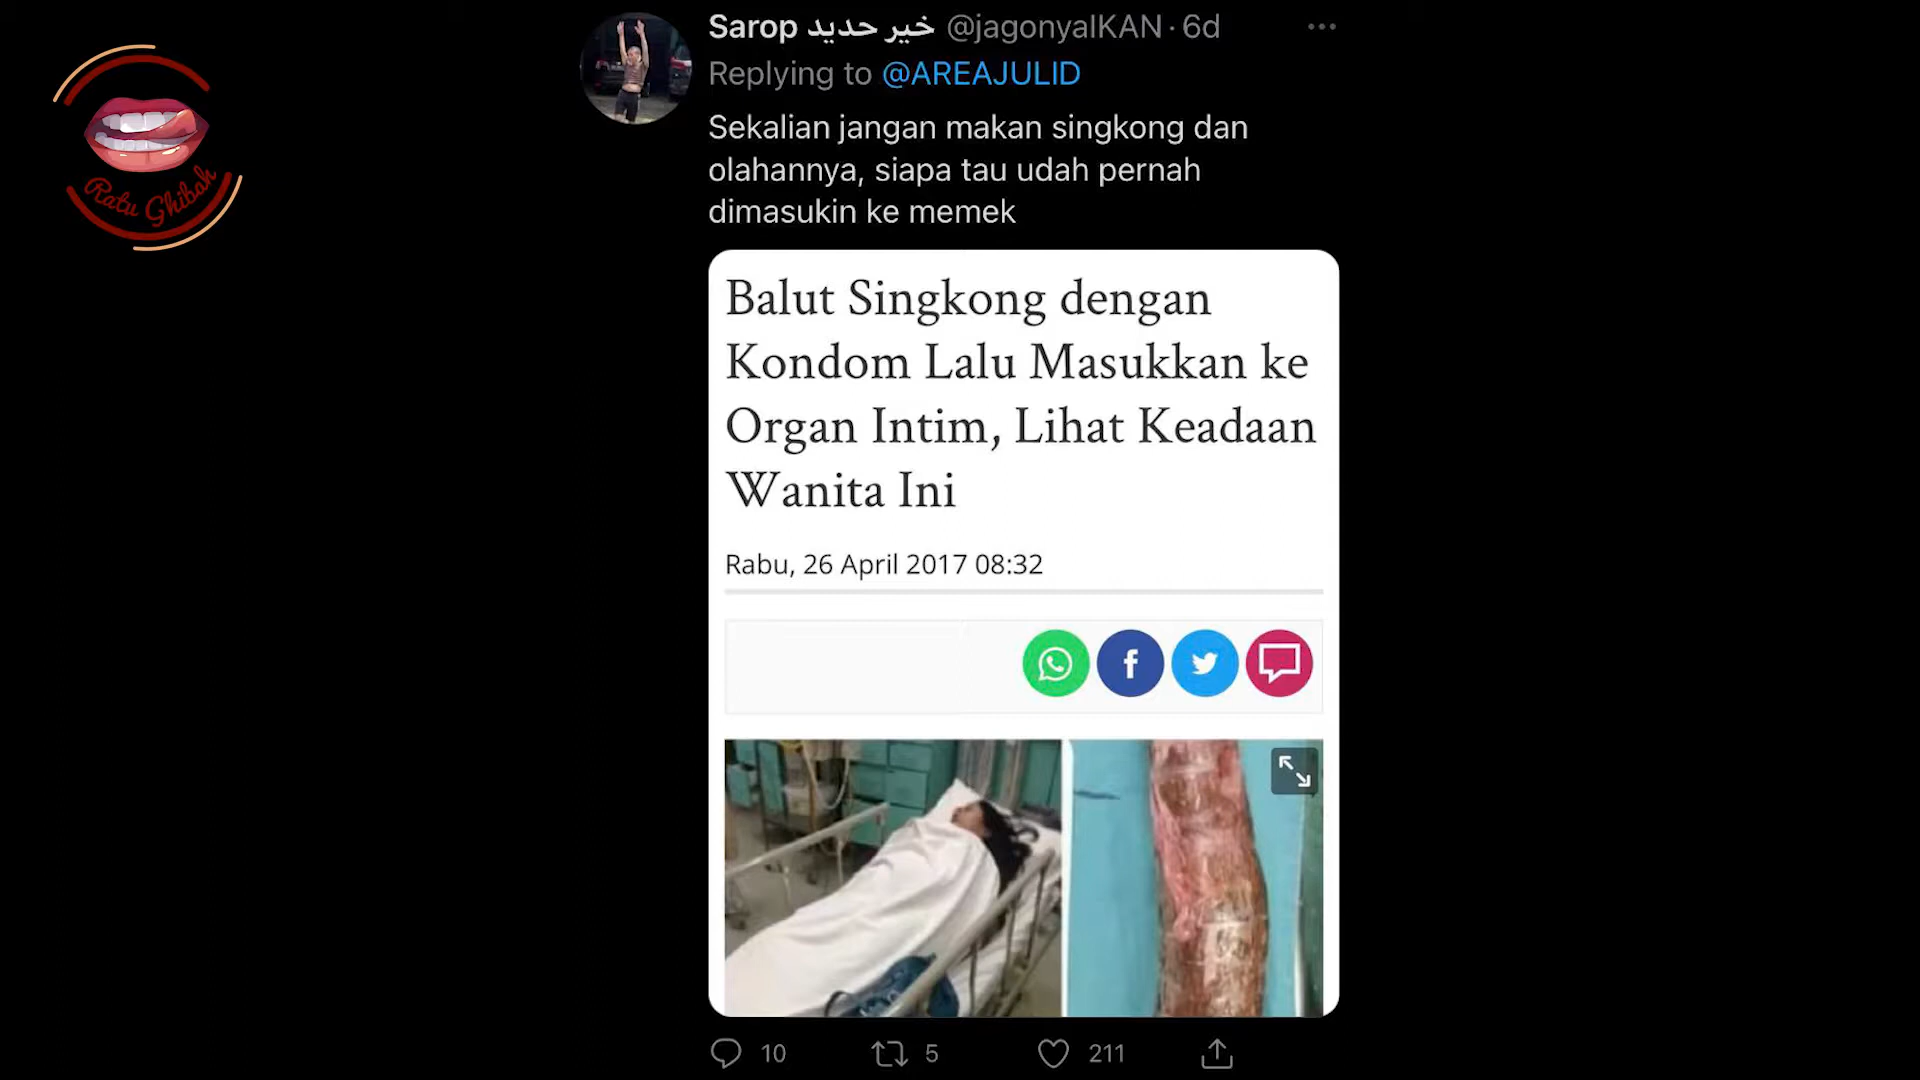 Sarop خير حديد @jagonyaIKAN · 6d
Replying to @AREAJULID
Sekalian jangan makan singkong dan
olahannya, siapa tau udah pernah
dimasukin ke memek
Balut Singkong dengan
Kondom Lalu Masukkan ke
Organ Intim, Lihat Keadaan
Wanita Ini
Rabu, 26 April 2017 08:32
10 5 211
Ratu Ghibah